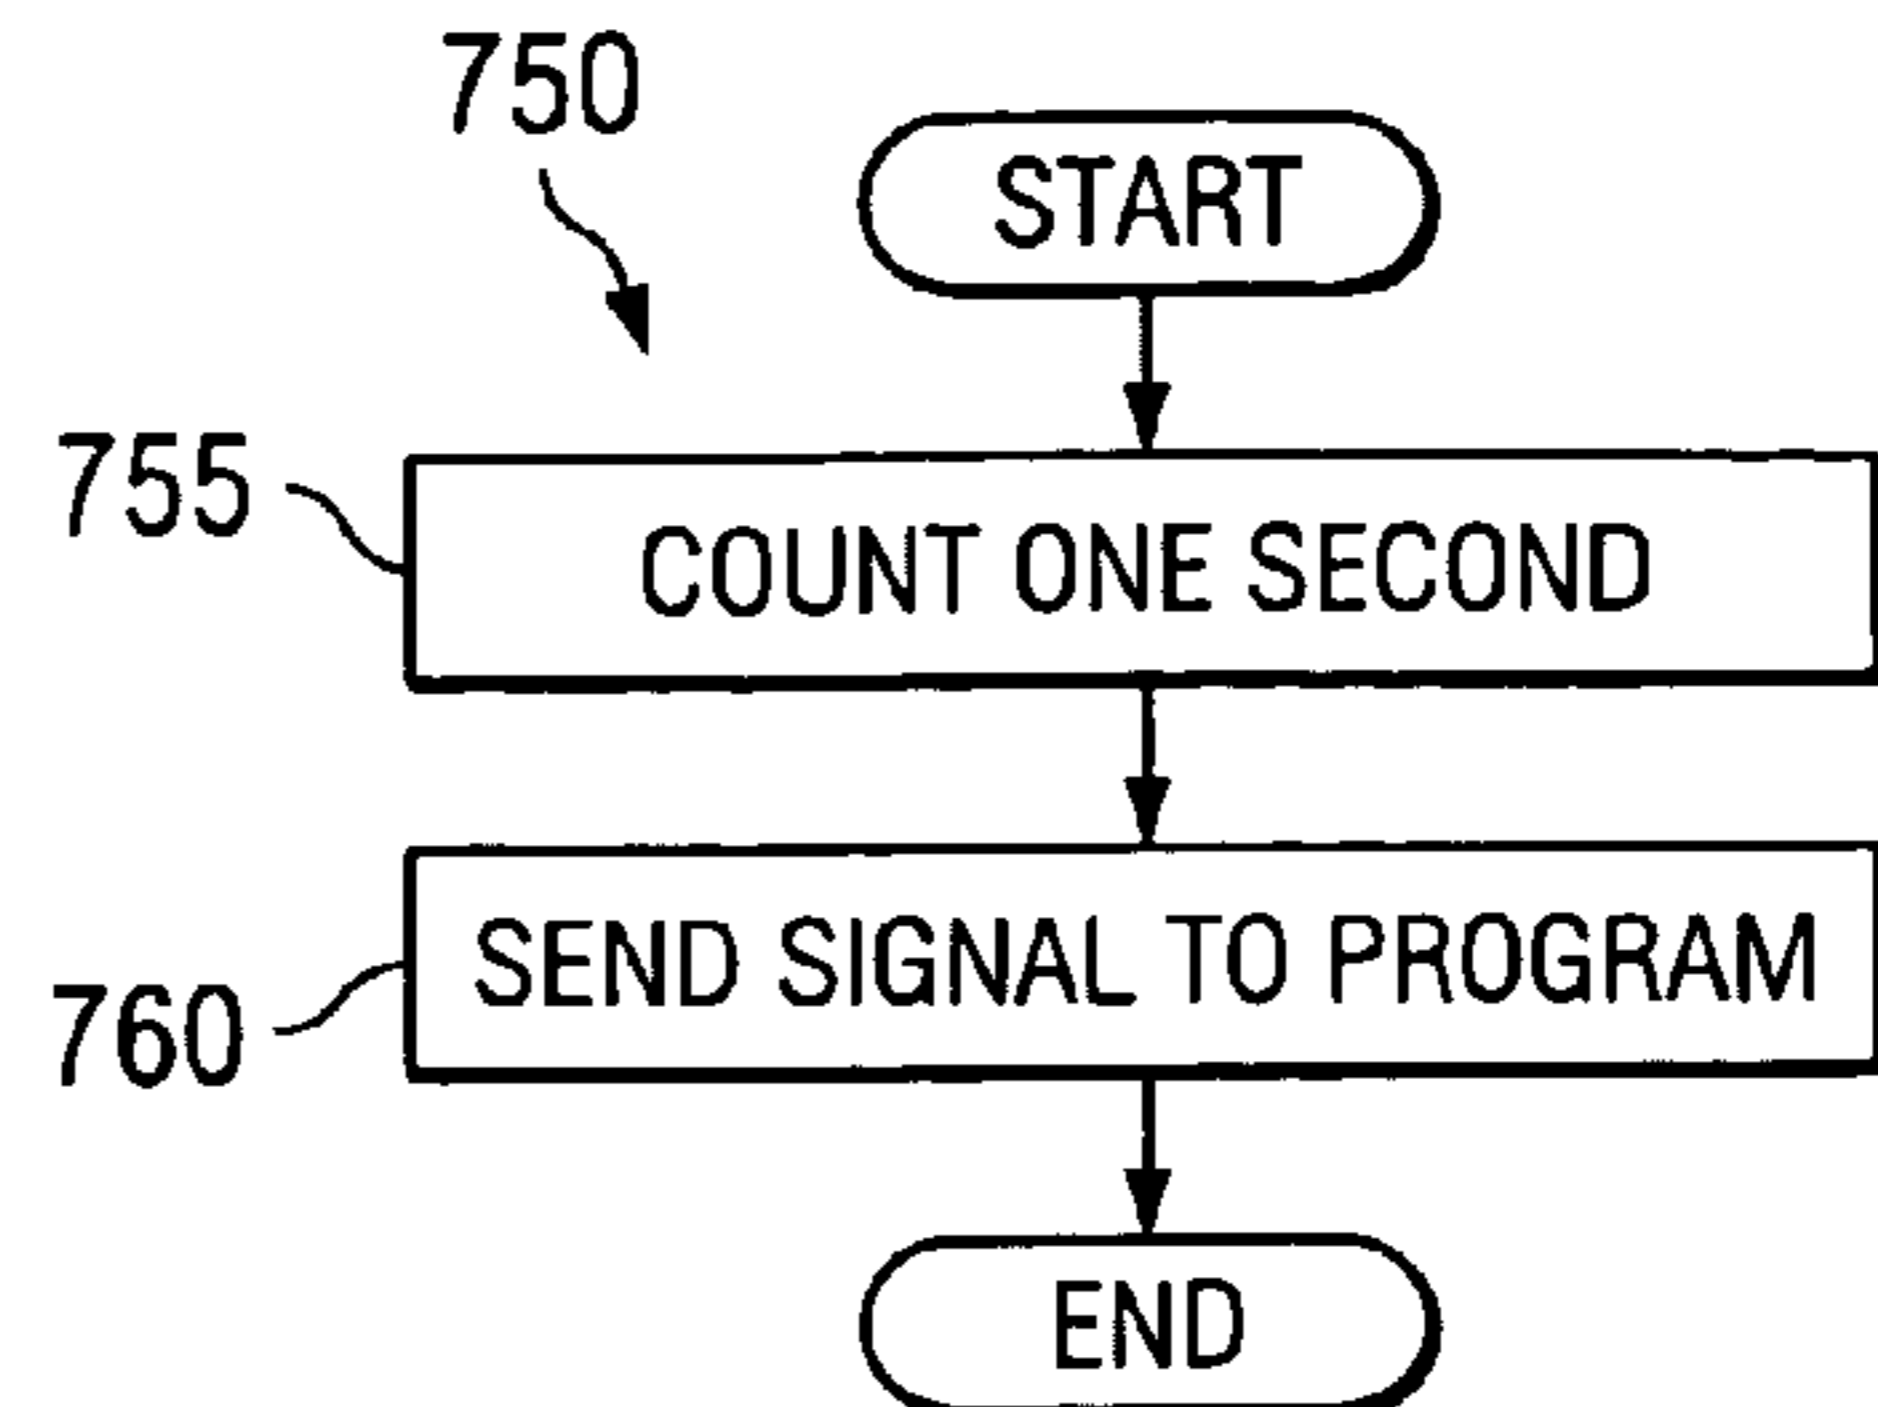 750
START
755
COUNT ONE SECOND
SEND SIGNAL TO PROGRAM
760
END